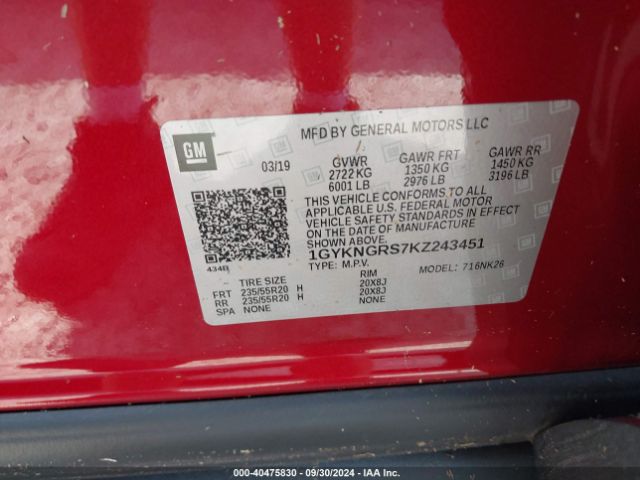 MFD BY GENERAL MOTORS LLC
GM
03/19
GVWR
2722 KG
6001 LB
GAWR FRT
1350 KG
2976 LB
GAWR RR
1450 KG
3196 LB
THIS VEHICLE CONFORMS TO ALL
APPLICABLE U.S. FEDERAL MOTOR
VEHICLE SAFETY STANDARDS IN EFFECT
ON THE DATE OF MANUFACTURE
SHOWN ABOVE.
1GYKNGRS7KZ243451
TYPE: M.P.V.
MODEL: 716NK26
434B
TIRE SIZE RIM
FRT 235/55R20 H 20X8J
RR 235/55R20 H 20X8J
SPA NONE NONE
00-40475830 - 09/30/2024 - IAA Inc.